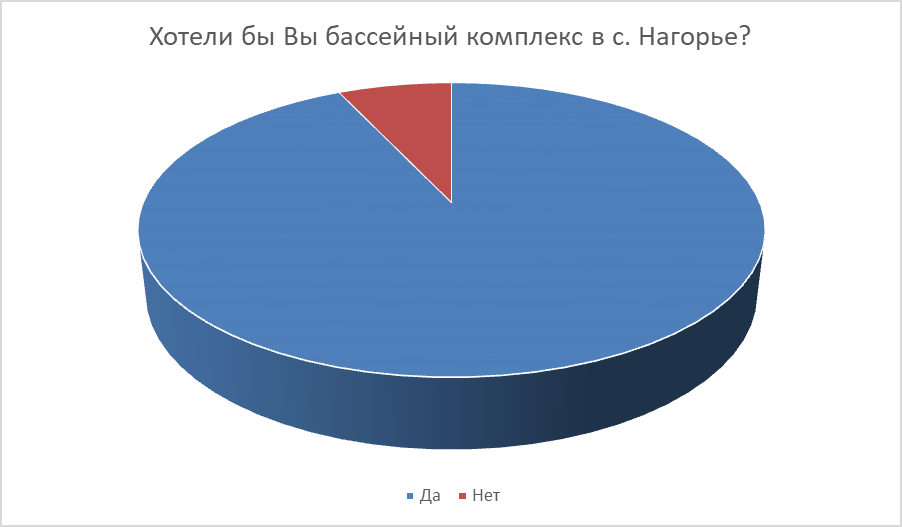 Хотели бы Вы бассейный комплекс в с. Нагорье?
Да Нет